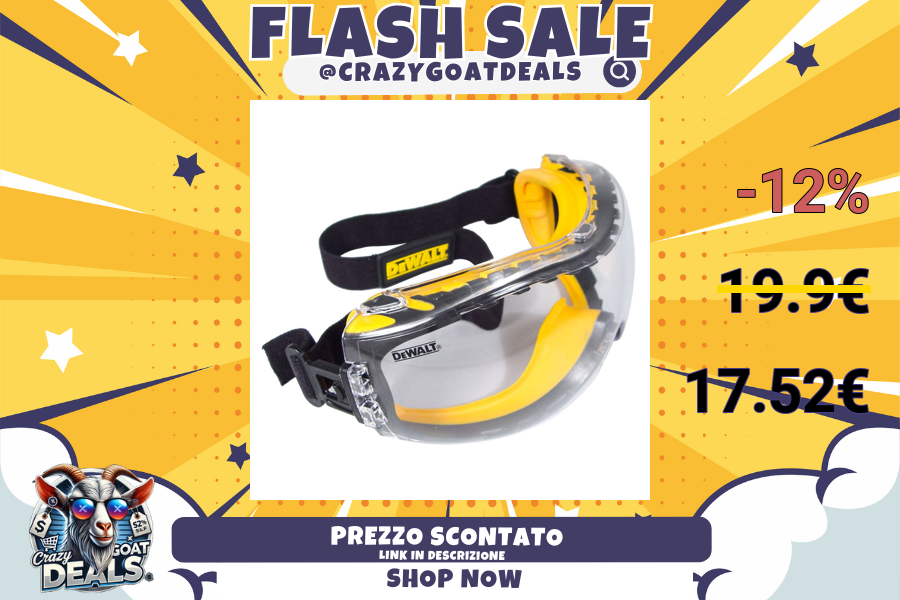 FLASH SALE
@CRAZYGOATDEALS
-12%
19.9€
17.52€
DEWALT
DEWALT®
$
52%
Crazy
GOAT
DEALS
PREZZO SCONTATO
LINK IN DESCRIZIONE
SHOP NOW